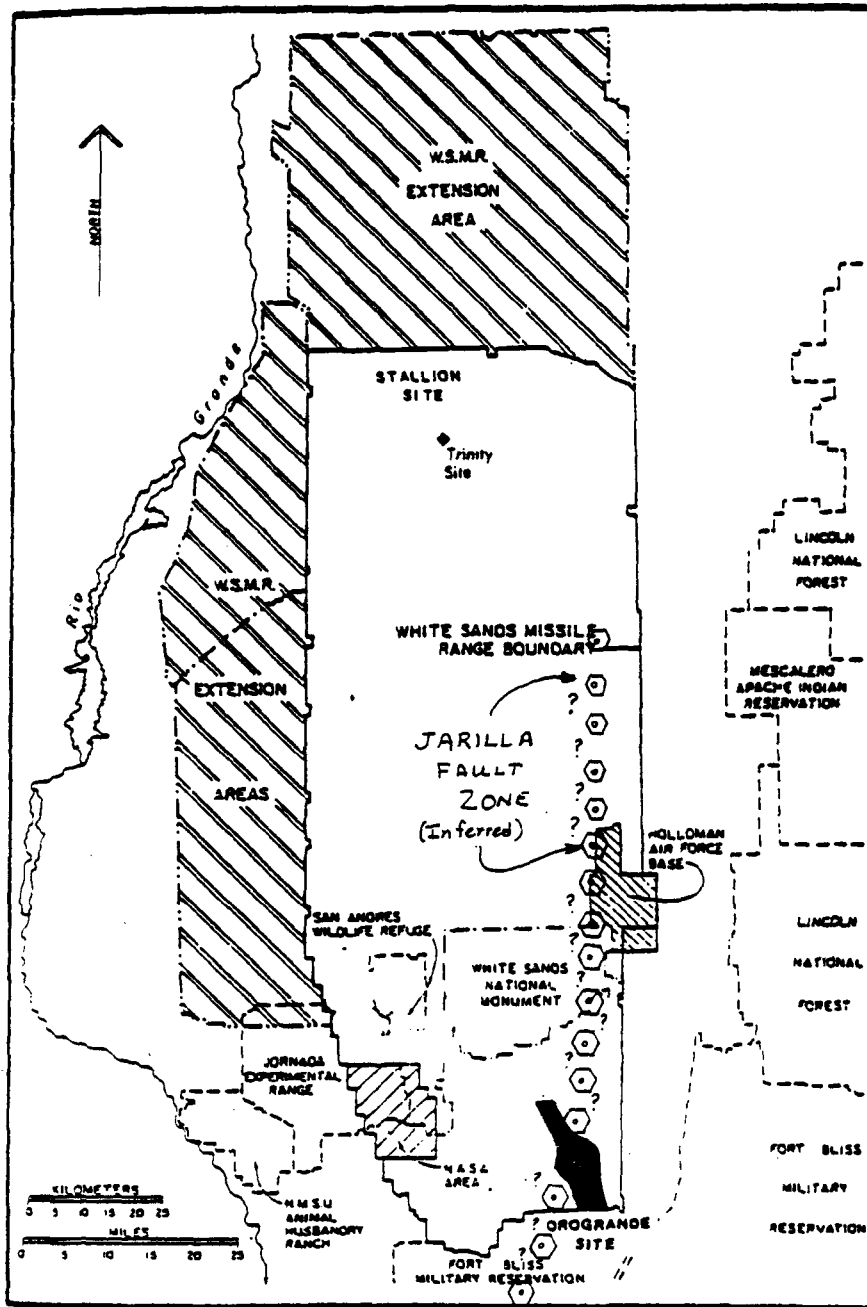 NORTH
W.S.M.R.
EXTENSION
AREA
Rio Grande
STALLION
SITE
Trinity
Site
LINCOLN
NATIONAL
FOREST
W.S.M.R.
EXTENSION
AREAS
WHITE SANDS MISSILE
RANGE BOUNDARY
MESCALERO
APACHE INDIAN
RESERVATION
?
?
JARILLA
FAULT
ZONE
(Inferred)
?
?
?
HOLLOMAN
AIR FORCE
BASE
SAN ANDRES
WILDLIFE REFUGE
WHITE SANDS
NATIONAL
MONUMENT
LINCOLN
NATIONAL
FOREST
?
?
?
?
JORNADA
EXPERIMENTAL
RANGE
N.A.S.A.
AREA
FORT BLISS
MILITARY
RESERVATION
KILOMETERS
0 5 10 15 20 25
MILES
0 5 10 15 20 25
N.M.S.U.
ANIMAL
HUSBANDRY
RANCH
?
?
?
OROGRANDE
SITE
FORT BLISS
MILITARY RESERVATION